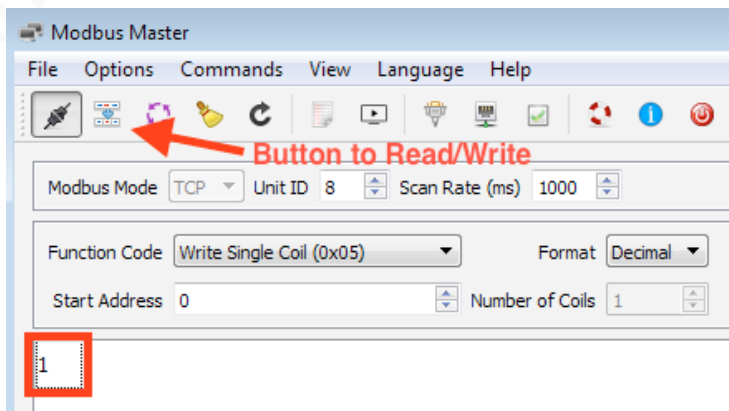 Modbus Master
File Options Commands View Language Help
Button to Read/Write
Modbus Mode TCP Unit ID 8 Scan Rate (ms) 1000
Function Code Write Single Coil (0x05) Format Decimal
Start Address 0 Number of Coils 1
1